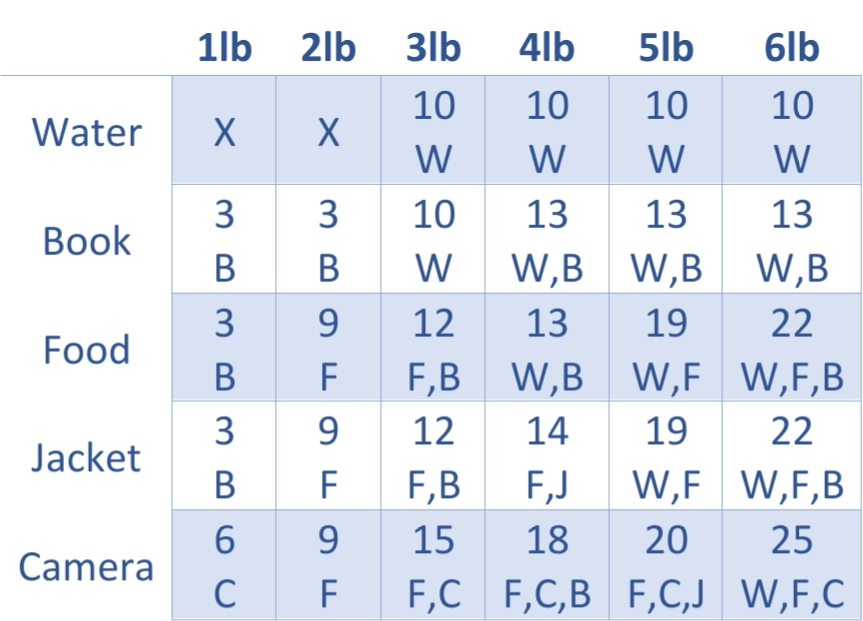 1lb 2lb 3lb 4lb 5lb 6lb
Water X X 10 10 10 10
W W W W
Book 3 3 10 13 13 13
B B W W,B W,B W,B
Food 3 9 12 13 19 22
B F F,B W,B W,F W,F,B
Jacket 3 9 12 14 19 22
B F F,B F,J W,F W,F,B
Camera 6 9 15 18 20 25
C F F,C F,C,B F,C,J W,F,C